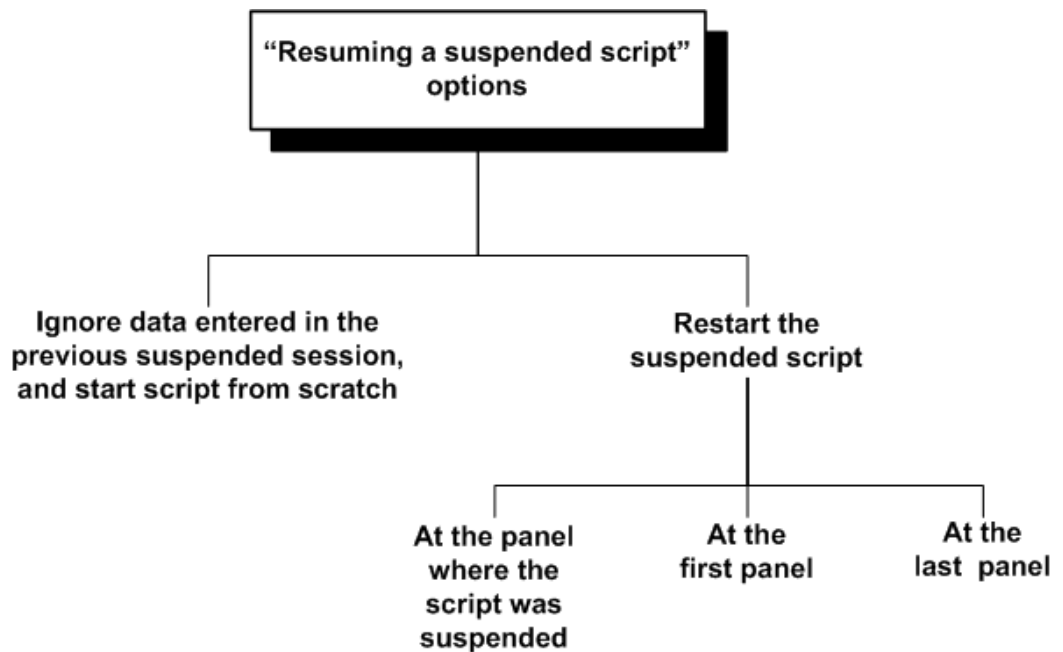 “Resuming a suspended script”
options
Ignore data entered in the
previous suspended session,
and start script from scratch
Restart the
suspended script
At the panel
where the
script was
suspended
At the
first panel
At the
last panel